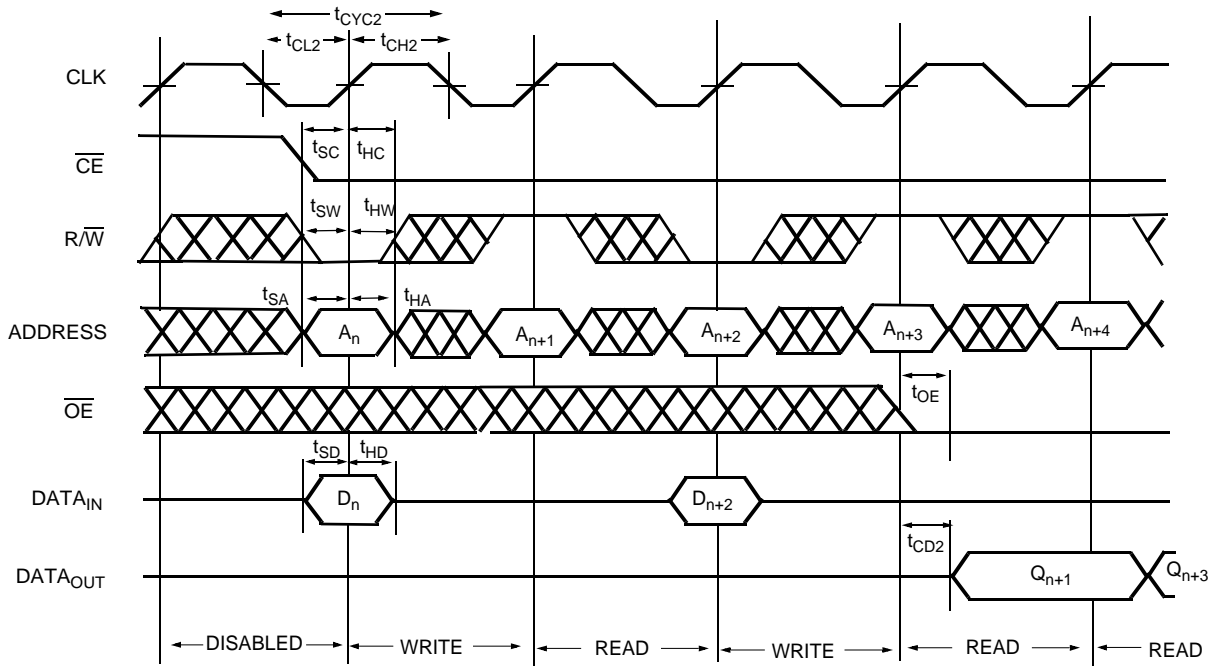 tCYC2
tCL2 tCH2
CLK
tSC tHC
CE
tSW tHW
R/W
tSA tHA
ADDRESS An An+1 An+2 An+3 An+4
OE tOE
tSD tHD
DATAIN Dn Dn+2
tCD2
DATAOUT Qn+1 Qn+3
DISABLED WRITE READ WRITE READ READ